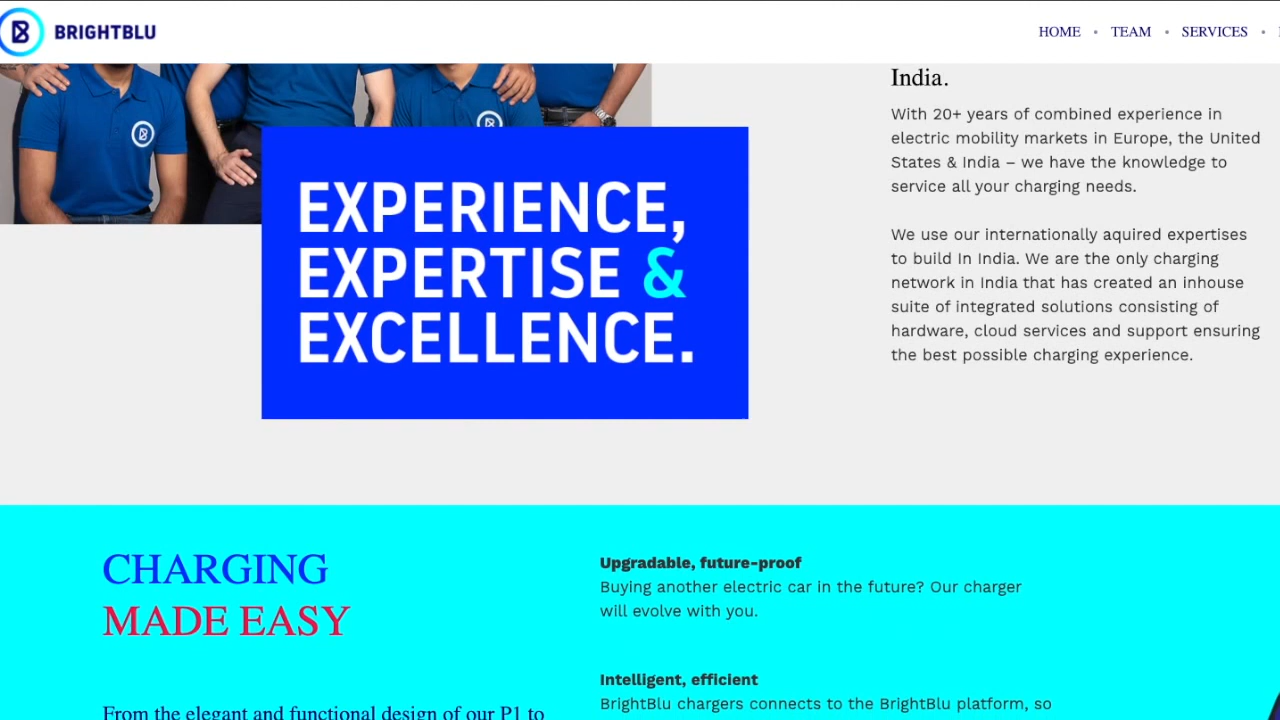 BRIGHTBLU
HOME • TEAM • SERVICES •
India.
With 20+ years of combined experience in
electric mobility markets in Europe, the United
States & India – we have the knowledge to
service all your charging needs.
We use our internationally aquired expertises
to build In India. We are the only charging
network in India that has created an inhouse
suite of integrated solutions consisting of
hardware, cloud services and support ensuring
the best possible charging experience.
EXPERIENCE,
EXPERTISE &
EXCELLENCE.
CHARGING
MADE EASY
From the elegant and functional design of our P1 to
Upgradable, future-proof
Buying another electric car in the future? Our charger
will evolve with you.
Intelligent, efficient
BrightBlu chargers connects to the BrightBlu platform, so